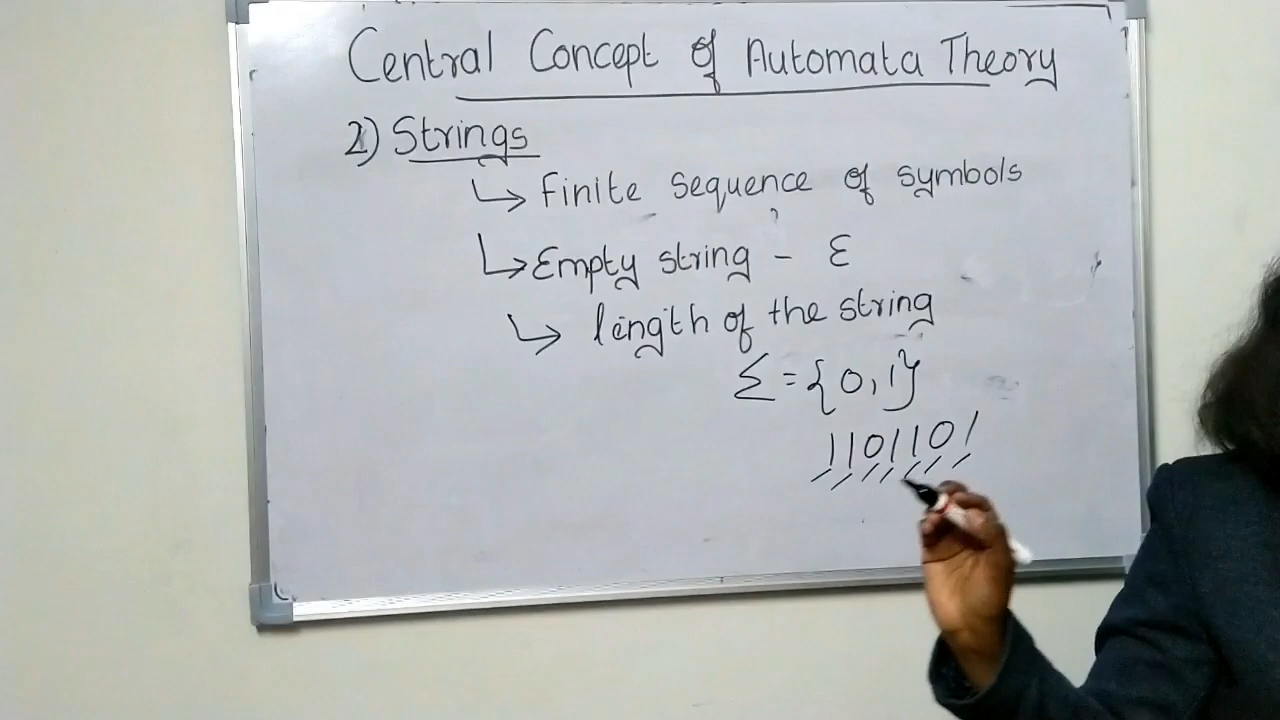 Central Concept of Automata Theory
2) Strings
↳ Finite sequence of symbols
↳ Empty string - ε
↳ length of the string
Σ = {0, 1}
1101101